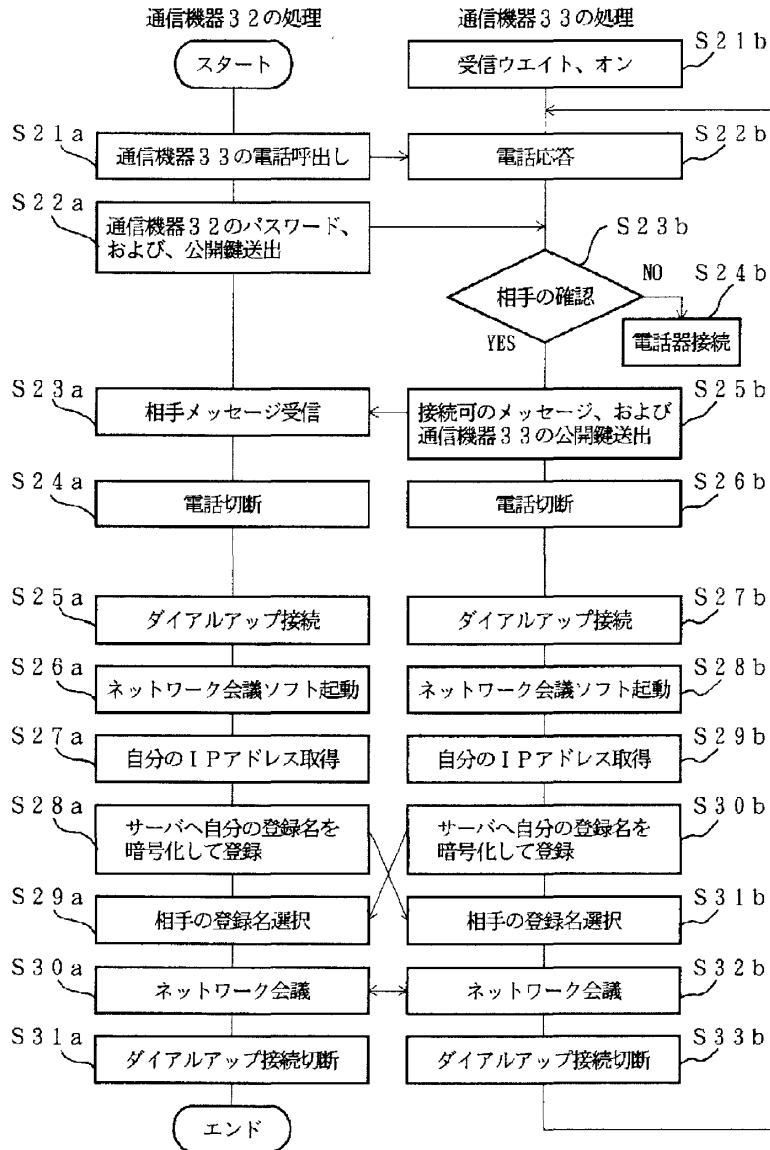 通信機器３２の処理
通信機器３３の処理
スタート
受信ウエイト、オン
Ｓ２１ｂ
Ｓ２１ａ
通信機器３３の電話呼出し
電話応答
Ｓ２２ｂ
Ｓ２２ａ
通信機器３２のパスワード、
および、公開鍵送出
Ｓ２３ｂ
相手の確認
NO
YES
Ｓ２４ｂ
電話器接続
Ｓ２３ａ
相手メッセージ受信
接続可のメッセージ、および
通信機器３３の公開鍵送出
Ｓ２５ｂ
Ｓ２４ａ
電話切断
電話切断
Ｓ２６ｂ
Ｓ２５ａ
ダイアルアップ接続
ダイアルアップ接続
Ｓ２７ｂ
Ｓ２６ａ
ネットワーク会議ソフト起動
ネットワーク会議ソフト起動
Ｓ２８ｂ
Ｓ２７ａ
自分のＩＰアドレス取得
自分のＩＰアドレス取得
Ｓ２９ｂ
Ｓ２８ａ
サーバへ自分の登録名を
暗号化して登録
サーバへ自分の登録名を
暗号化して登録
Ｓ３０ｂ
Ｓ２９ａ
相手の登録名選択
相手の登録名選択
Ｓ３１ｂ
Ｓ３０ａ
ネットワーク会議
ネットワーク会議
Ｓ３２ｂ
Ｓ３１ａ
ダイアルアップ接続切断
ダイアルアップ接続切断
Ｓ３３ｂ
エンド